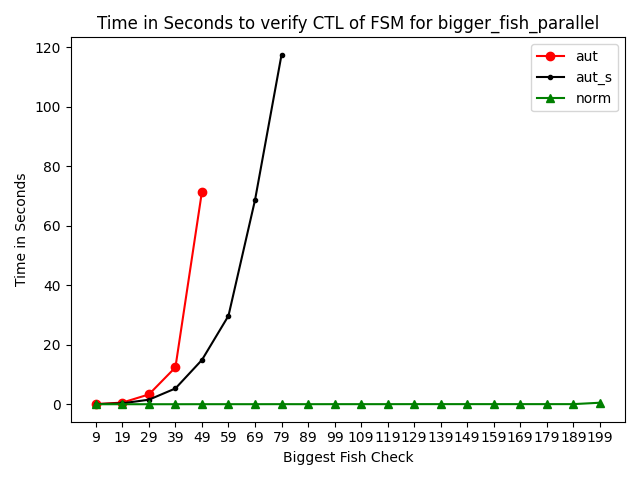 Time in Seconds to verify CTL of FSM for bigger_fish_parallel
120
100
80
60
40
20
0
Time in Seconds
aut
aut_s
norm
9 19 29 39 49 59 69 79 89 99 109 119 129 139 149 159 169 179 189 199
Biggest Fish Check